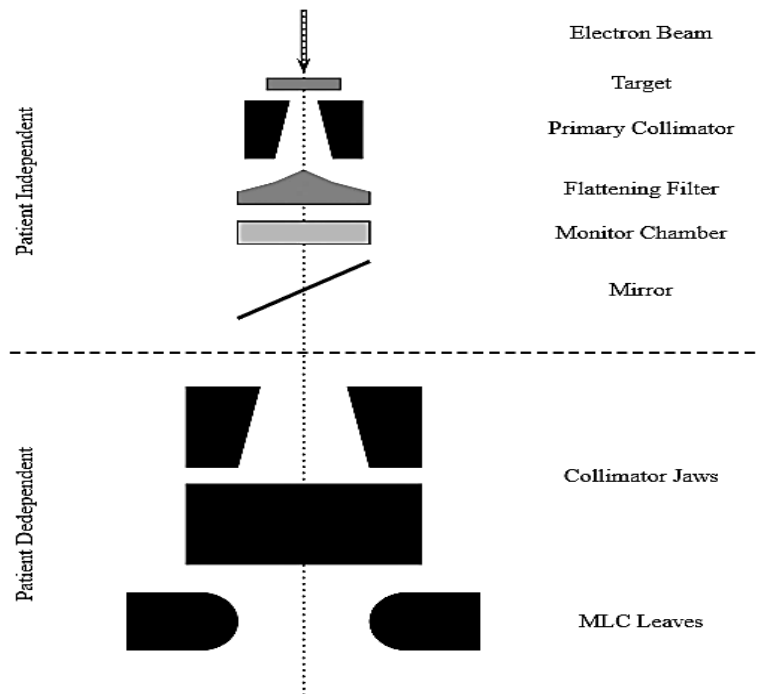 Electron Beam
Target
Primary Collimator
Flattening Filter
Monitor Chamber
Mirror
Patient Independent
Collimator Jaws
MLC Leaves
Patient Dedependent